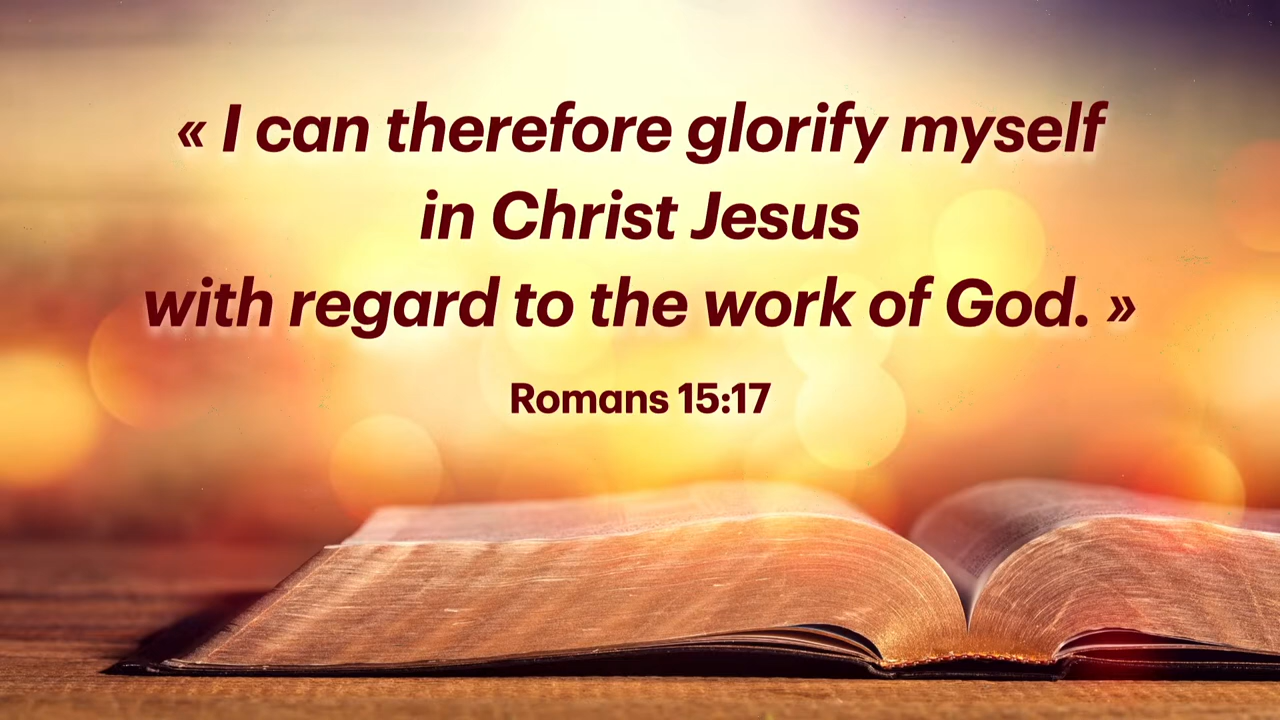 « I can therefore glorify myself
in Christ Jesus
with regard to the work of God. »
Romans 15:17